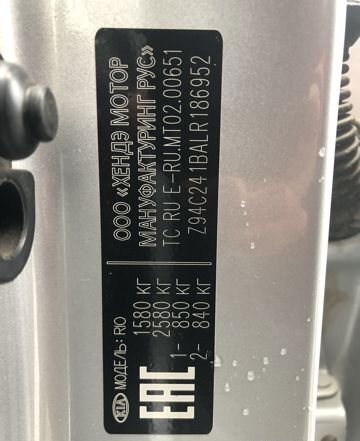 ООО «ХЕНДЭ МОТОР
МАНУФАКТУРИНГ РУС»
ТС RU E-RU.MT02.00651
Z94C241BALR186952
1580 КГ
2580 КГ
1- 850 КГ
2- 840 КГ
KIA МОДЕЛЬ: RIO
EAC